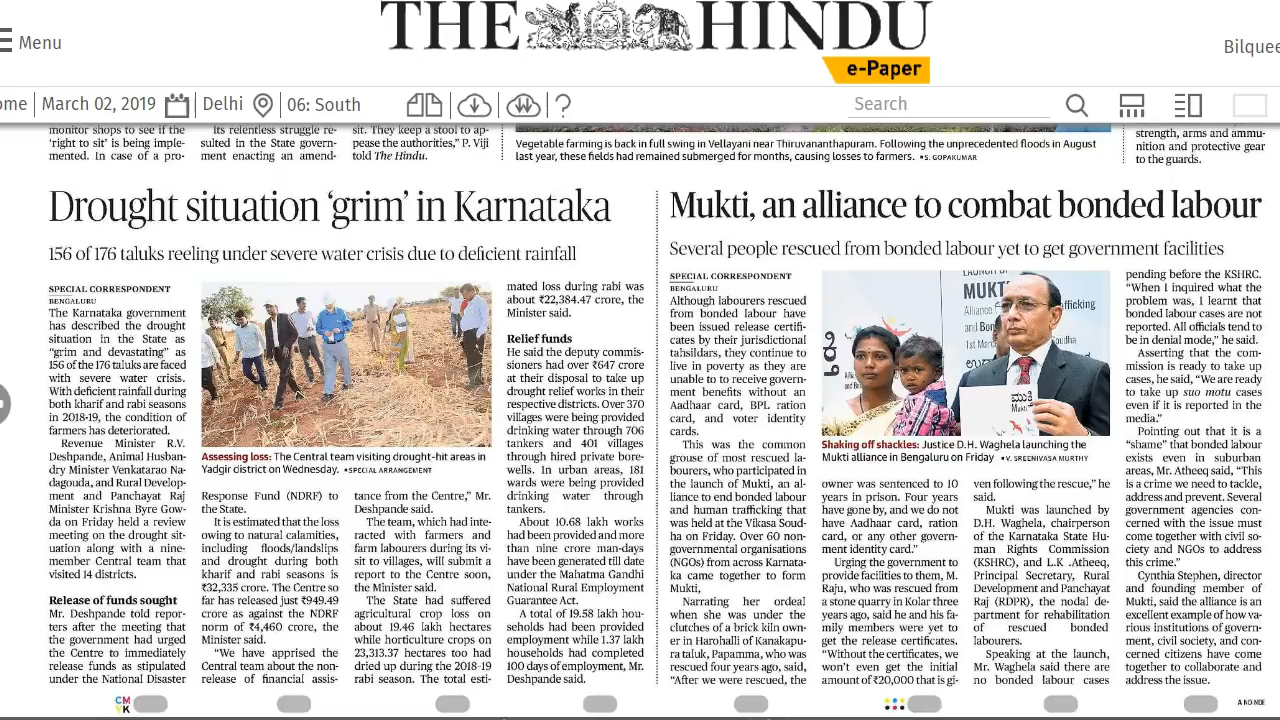 THE HINDU
e-Paper
Menu
Bilquee
ome
March 02, 2019
Delhi
06: South
Search
monitor shops to see if the
'right to sit' is being imple-
mented. In case of a pro-
Its relentless struggle re-
sulted in the State govern-
ment enacting an amend-
sit. They keep a stool to ap-
pease the authorities," P. Viji
told The Hindu.
Vegetable farming is back in full swing in Vellayani near Thiruvananthapuram. Following the unprecedented floods in August
last year, these fields had remained submerged for months, causing losses to farmers. ▪S. GOPAKUMAR
strength, arms and ammu-
nition and protective gear
to the guards.
Drought situation 'grim' in Karnataka
156 of 176 taluks reeling under severe water crisis due to deficient rainfall
SPECIAL CORRESPONDENT
BENGALURU
The Karnataka government
has described the drought
situation in the State as
"grim and devastating" as
156 of the 176 taluks are faced
with severe water crisis.
With deficient rainfall during
both kharif and rabi seasons
in 2018-19, the condition of
farmers has deteriorated.
Revenue Minister R.V.
Deshpande, Animal Husban-
dry Minister Venkatarao Na-
dagouda, and Rural Develop-
ment and Panchayat Raj
Minister Krishna Byre Gow-
da on Friday held a review
meeting on the drought sit-
uation along with a nine-
member Central team that
visited 14 districts.
Release of funds sought
Mr. Deshpande told repor-
ters after the meeting that
the government had urged
the Centre to immediately
release funds as stipulated
under the National Disaster
Assessing loss: The Central team visiting drought-hit areas in
Yadgir district on Wednesday. ▪SPECIAL ARRANGEMENT
Response Fund (NDRF) to
the State.
It is estimated that the loss
owing to natural calamities,
including floods/landslips
and drought during both
kharif and rabi seasons is
₹32,335 crore. The Centre so
far has released just ₹949.49
crore as against the NDRF
norm of ₹4,460 crore, the
Minister said.
"We have apprised the
Central team about the non-
release of financial assis-
tance from the Centre," Mr.
Deshpande said.
The team, which had inte-
racted with farmers and
farm labourers during its vi-
sit to villages, will submit a
report to the Centre soon,
the Minister said.
The State had suffered
agricultural crop loss on
about 19.46 lakh hectares
while horticulture crops on
23,313.37 hectares too had
dried up during the 2018-19
rabi season. The total esti-
mated loss during rabi was
about ₹22,384.47 crore, the
Minister said.
Relief funds
He said the deputy commis-
sioners had over ₹647 crore
at their disposal to take up
drought relief works in their
respective districts. Over 370
villages were being provided
drinking water through 706
tankers and 401 villages
through hired private bore-
wells. In urban areas, 181
wards were being provided
drinking water through
tankers.
About 10.68 lakh works
had been provided and more
than nine crore man-days
have been generated till date
under the Mahatma Gandhi
National Rural Employment
Guarantee Act.
A total of 19.58 lakh hou-
seholds had been provided
employment while 1.37 lakh
households had completed
100 days of employment, Mr.
Deshpande said.
Mukti, an alliance to combat bonded labour
Several people rescued from bonded labour yet to get government facilities
SPECIAL CORRESPONDENT
BENGALURU
Although labourers rescued
from bonded labour have
been issued release certifi-
cates by their jurisdictional
tahsildars, they continue to
live in poverty as they are
unable to to receive govern-
ment benefits without an
Aadhaar card, BPL ration
card, and voter identity
cards.
This was the common
grouse of most rescued la-
bourers, who participated in
the launch of Mukti, an al-
liance to end bonded labour
and human trafficking that
was held at the Vikasa Soud-
ha on Friday. Over 60 non-
governmental organisations
(NGOs) from across Karnata-
ka came together to form
Mukti,
Narrating her ordeal
when she was under the
clutches of a brick kiln own-
er in Harohalli of Kanakapu-
ra taluk, Papamma, who was
rescued four years ago, said,
"After we were rescued, the
MUKT
Alliance
fficking
and Bon
1st Marc
oudha
ಮುಕ್ತಿ
Mukti
Shaking off shackles: Justice D.H. Waghela launching the
Mukti alliance in Bengaluru on Friday ▪V. SREENIVASA MURTHY
owner was sentenced to 10
years in prison. Four years
have gone by, and we do not
have Aadhaar card, ration
card, or any other govern-
ment identity card."
Urging the government to
provide facilities to them, M.
Raju, who was rescued from
a stone quarry in Kolar three
years ago, said he and his fa-
mily members were yet to
get the release certificates.
"Without the certificates, we
won't even get the initial
amount of ₹20,000 that is gi-
ven following the rescue," he
said.
Mukti was launched by
D.H. Waghela, chairperson
of the Karnataka State Hu-
man Rights Commission
(KSHRC), and L.K .Atheeq,
Principal Secretary, Rural
Development and Panchayat
Raj (RDPR), the nodal de-
partment for rehabilitation
of rescued bonded
labourers.
Speaking at the launch,
Mr. Waghela said there are
no bonded labour cases
pending before the KSHRC.
"When I inquired what the
problem was, I learnt that
bonded labour cases are not
reported. All officials tend to
be in denial mode," he said.
Asserting that the com-
mission is ready to take up
cases, he said, "We are ready
to take up suo motu cases
even if it is reported in the
media."
Pointing out that it is a
"shame" that bonded labour
exists even in suburban
areas, Mr. Atheeq said, "This
is a crime we need to tackle,
address and prevent. Several
government agencies con-
cerned with the issue must
come together with civil so-
ciety and NGOs to address
this crime."
Cynthia Stephen, director
and founding member of
Mukti, said the alliance is an
excellent example of how va-
rious institutions of govern-
ment, civil society, and con-
cerned citizens have come
together to collaborate and
address the issue.
CM
YK
A ND-NDE